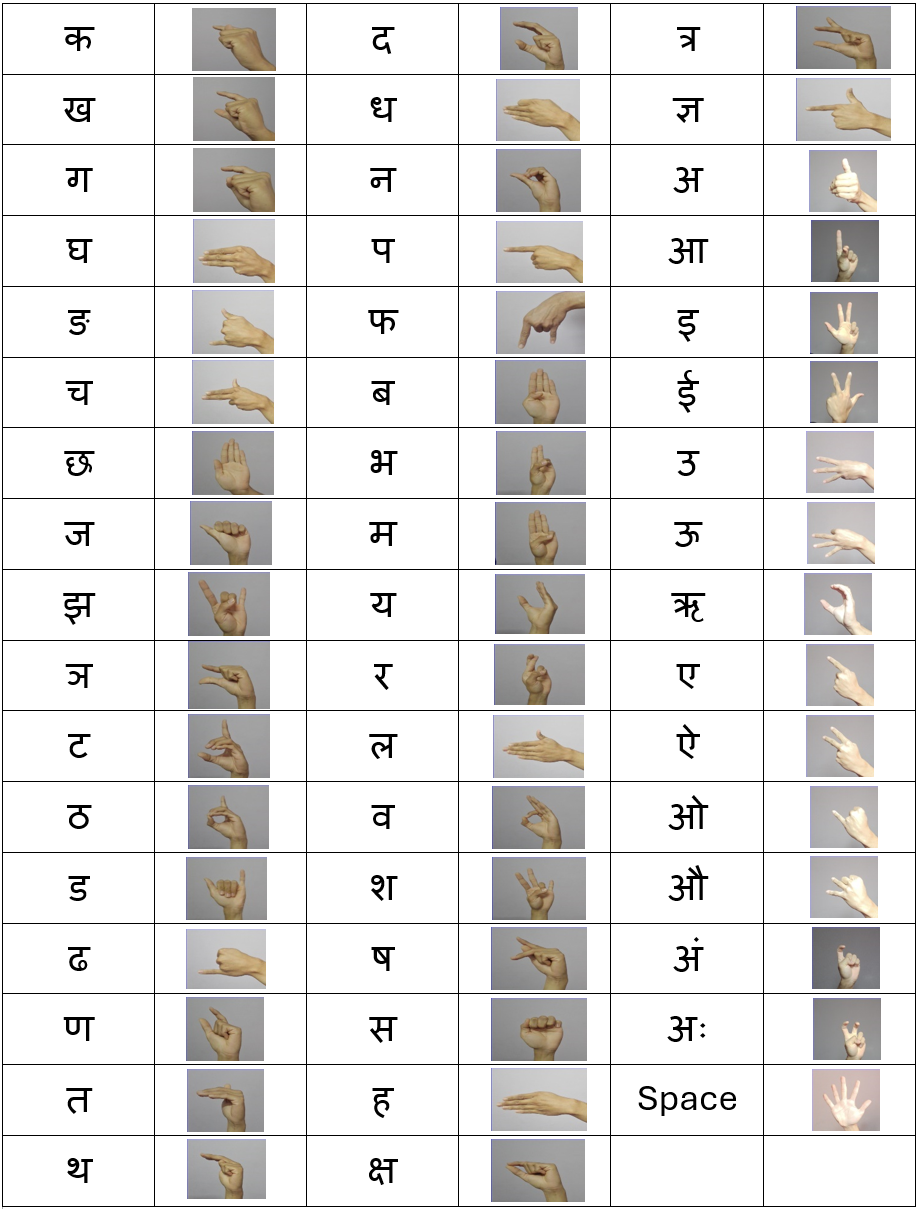 क द त्र
ख ध ज्ञ
ग न अ
घ प आ
ङ फ इ
च ब ई
छ भ उ
ज म ऊ
झ य ऋ
ञ र ए
ट ल ऐ
ठ व ओ
ड श औ
ढ ष अं
ण स अः
त ह Space
थ क्ष